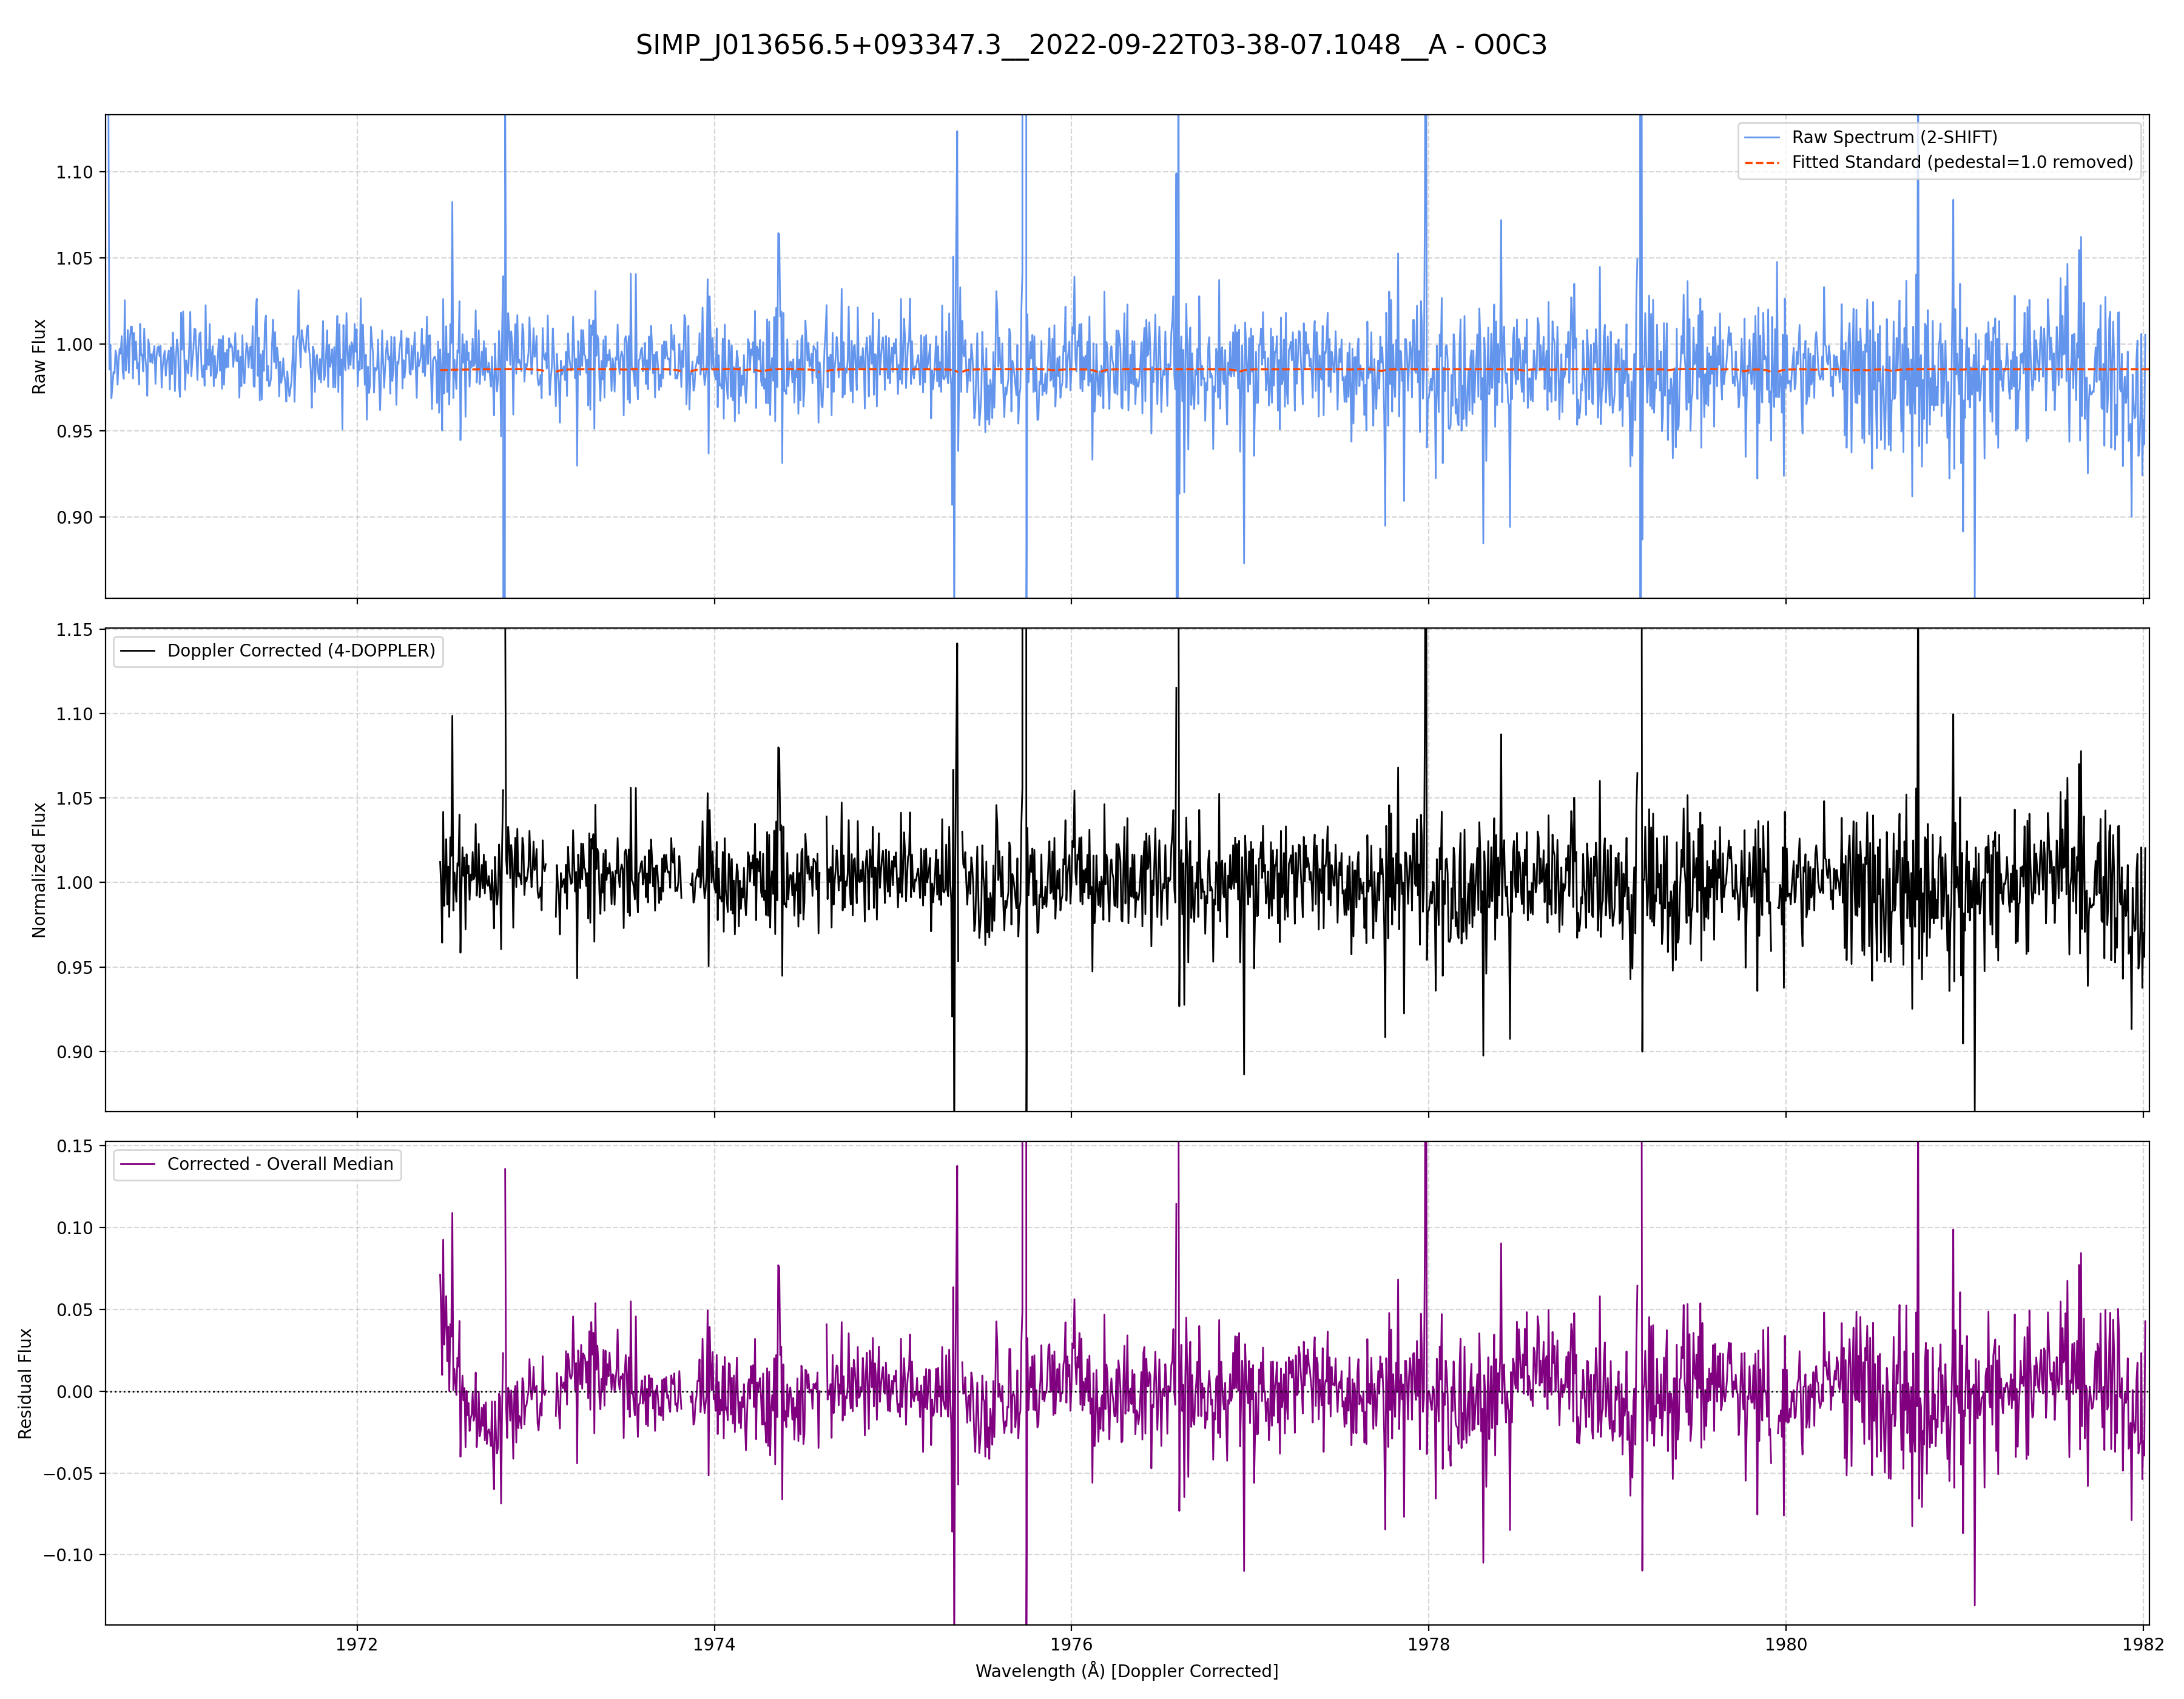 SIMP_J013656.5+093347.3__2022-09-22T03-38-07.1048__A - O0C3
Raw Flux
1.10
1.05
1.00
0.95
0.90
Raw Spectrum (2-SHIFT)
Fitted Standard (pedestal=1.0 removed)
Normalized Flux
1.15
1.10
1.05
1.00
0.95
0.90
Doppler Corrected (4-DOPPLER)
Residual Flux
0.15
0.10
0.05
0.00
−0.05
−0.10
Corrected - Overall Median
1972
1974
1976
1978
1980
1982
Wavelength (Å) [Doppler Corrected]